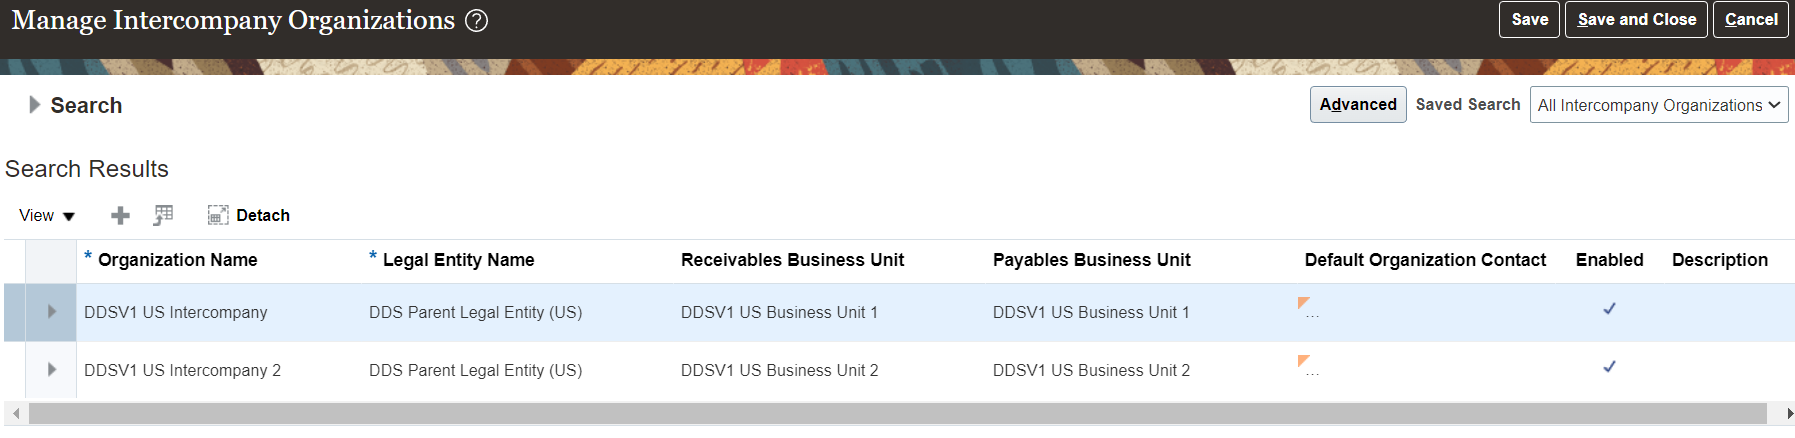 Manage Intercompany Organizations ?
Save Save and Close Cancel
Search
Advanced Saved Search All Intercompany Organizations
Search Results
View Detach
* Organization Name * Legal Entity Name Receivables Business Unit Payables Business Unit Default Organization Contact Enabled Description
DDSV1 US Intercompany DDS Parent Legal Entity (US) DDSV1 US Business Unit 1 DDSV1 US Business Unit 1 ...
DDSV1 US Intercompany 2 DDS Parent Legal Entity (US) DDSV1 US Business Unit 2 DDSV1 US Business Unit 2 ...